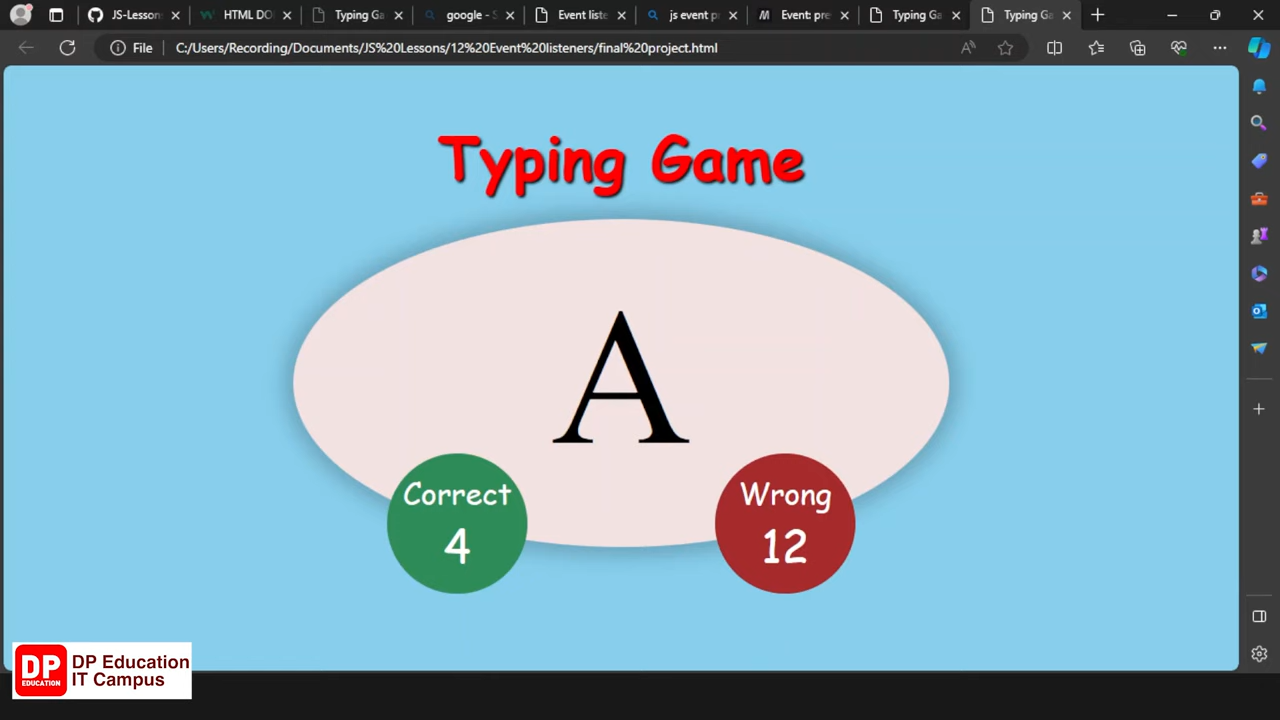 JS-Lesson
HTML DO
Typing Ga
google - S
Event liste
js event p
Event: pre
Typing Ga
Typing Ga
File
C:/Users/Recording/Documents/JS%20Lessons/12%20Event%20listeners/final%20project.html
Typing Game
A
Correct
4
Wrong
12
DP
EDUCATION
DP Education
IT Campus